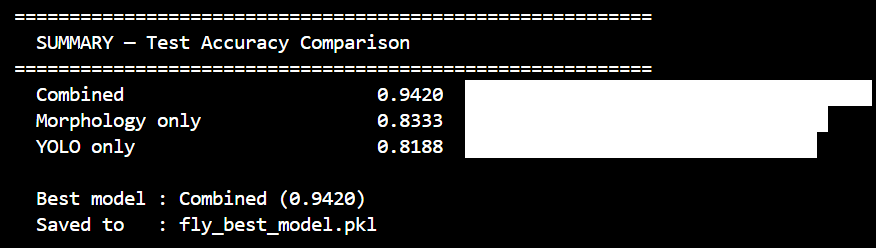 ==========================================================
SUMMARY — Test Accuracy Comparison
==========================================================
Combined 0.9420
Morphology only 0.8333
YOLO only 0.8188
Best model : Combined (0.9420)
Saved to : fly_best_model.pkl